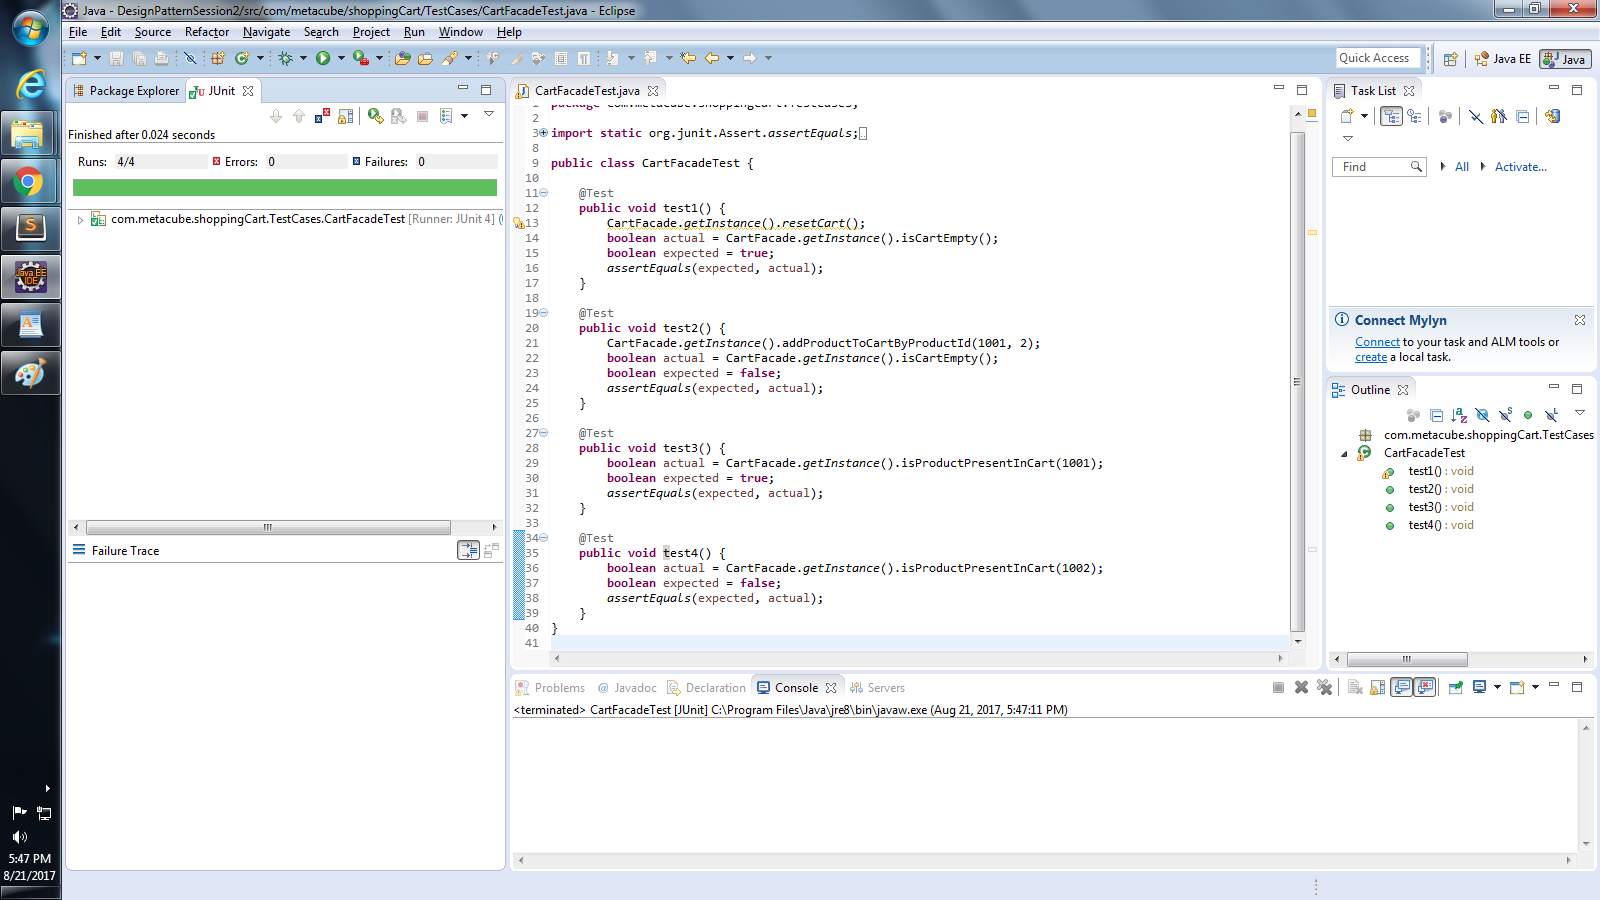 Java - DesignPatternSession2/src/com/metacube/shoppingCart/TestCases/CartFacadeTest.java - Eclipse
File Edit Source Refactor Navigate Search Project Run Window Help
Quick Access
Java EE
Java
Package Explorer
JUnit
Finished after 0.024 seconds
Runs: 4/4
Errors: 0
Failures: 0
com.metacube.shoppingCart.TestCases.CartFacadeTest [Runner: JUnit 4] (
Failure Trace
CartFacadeTest.java
1 package com.metacube.shoppingCart.TestCases;
2
3 import static org.junit.Assert.assertEquals;
8
9 public class CartFacadeTest {
10
11 @Test
12 public void test1() {
13 CartFacade.getInstance().resetCart();
14 boolean actual = CartFacade.getInstance().isCartEmpty();
15 boolean expected = true;
16 assertEquals(expected, actual);
17 }
18
19 @Test
20 public void test2() {
21 CartFacade.getInstance().addProductToCartByProductId(1001, 2);
22 boolean actual = CartFacade.getInstance().isCartEmpty();
23 boolean expected = false;
24 assertEquals(expected, actual);
25 }
26
27 @Test
28 public void test3() {
29 boolean actual = CartFacade.getInstance().isProductPresentInCart(1001);
30 boolean expected = true;
31 assertEquals(expected, actual);
32 }
33
34 @Test
35 public void test4() {
36 boolean actual = CartFacade.getInstance().isProductPresentInCart(1002);
37 boolean expected = false;
38 assertEquals(expected, actual);
39 }
40 }
41
Task List
Find
All
Activate...
Connect Mylyn
Connect to your task and ALM tools or
create a local task.
Outline
com.metacube.shoppingCart.TestCases
CartFacadeTest
test1() : void
test2() : void
test3() : void
test4() : void
Problems
@ Javadoc
Declaration
Console
Servers
<terminated> CartFacadeTest [JUnit] C:\Program Files\Java\jre8\bin\javaw.exe (Aug 21, 2017, 5:47:11 PM)
Java EE
IDE
5:47 PM
8/21/2017